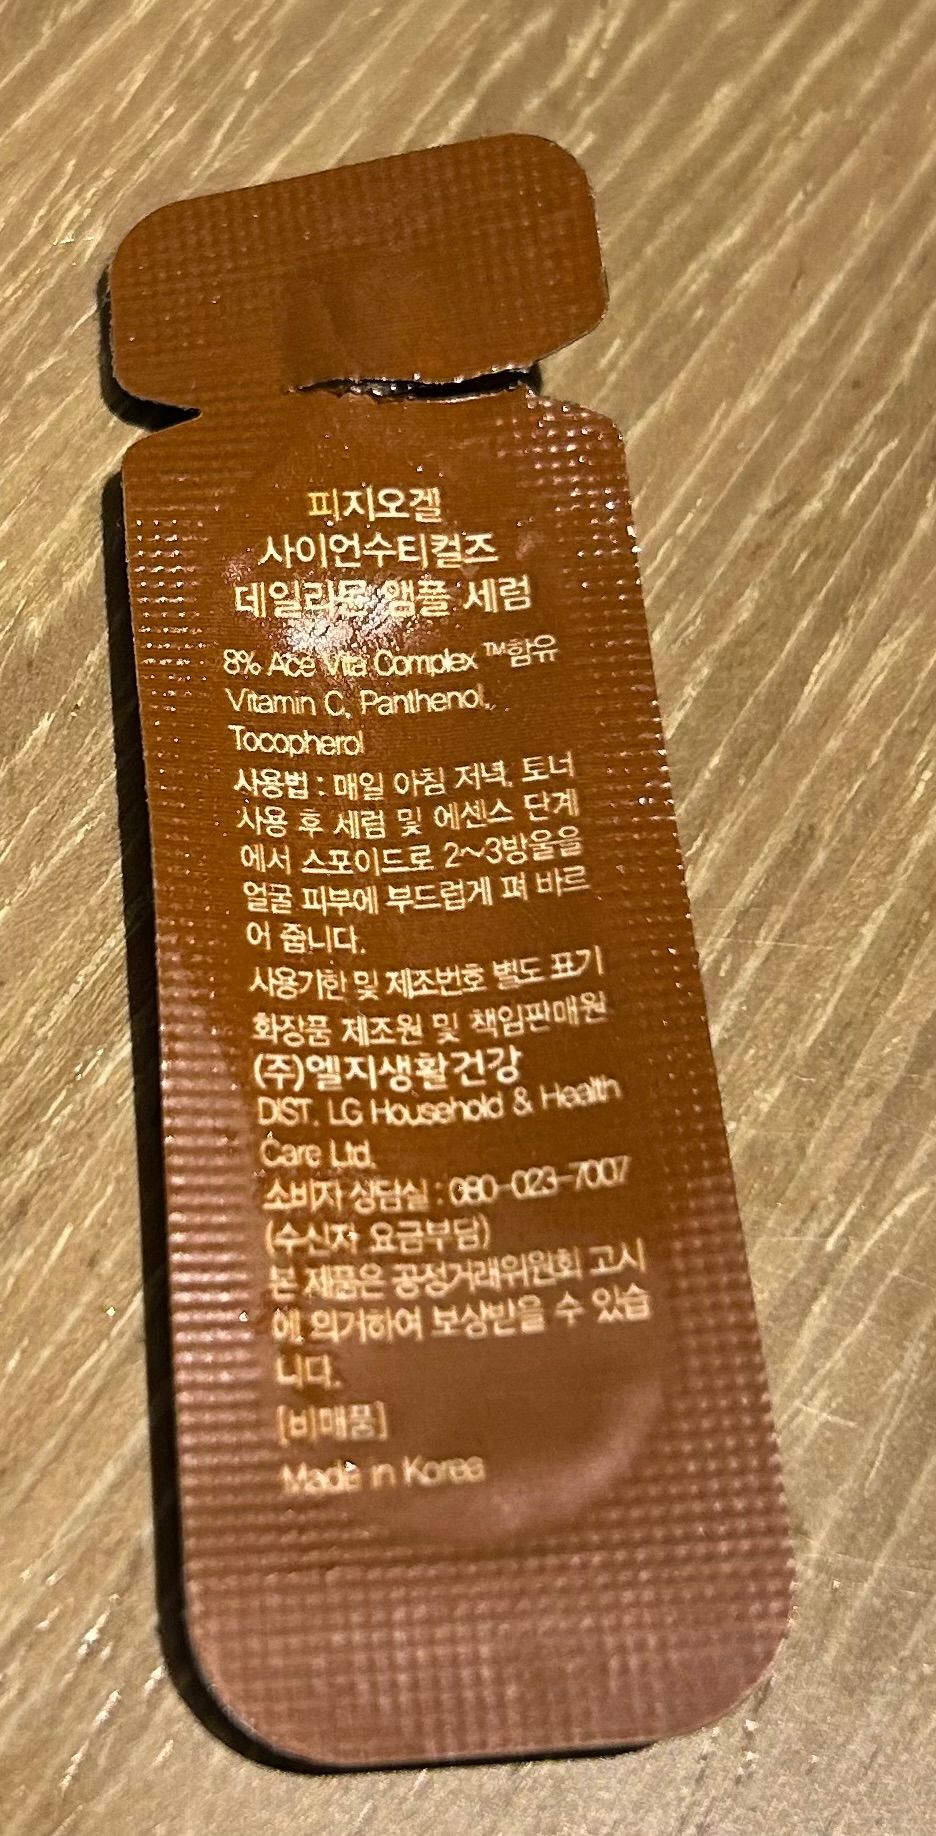 피지오겔
사이언수티컬즈
데일리뮨 앰플 세럼
8% Ace Vita Complex ™함유
Vitamin C, Panthenol,
Tocopherol
사용법 : 매일 아침 저녁, 토너
사용 후 세럼 및 에센스 단계
에서 스포이드로 2~3방울을
얼굴 피부에 부드럽게 펴 바르
어 줍니다.
사용기한 및 제조번호 별도 표기
화장품 제조원 및 책임판매원
(주)엘지생활건강
DIST. LG Household & Health
Care Ltd.
소비자 상담실 : 080-023-7007
(수신자 요금부담)
본 제품은 공정거래위원회 고시
에 의거하여 보상받을 수 있습
니다.
[비매품]
Made in Korea